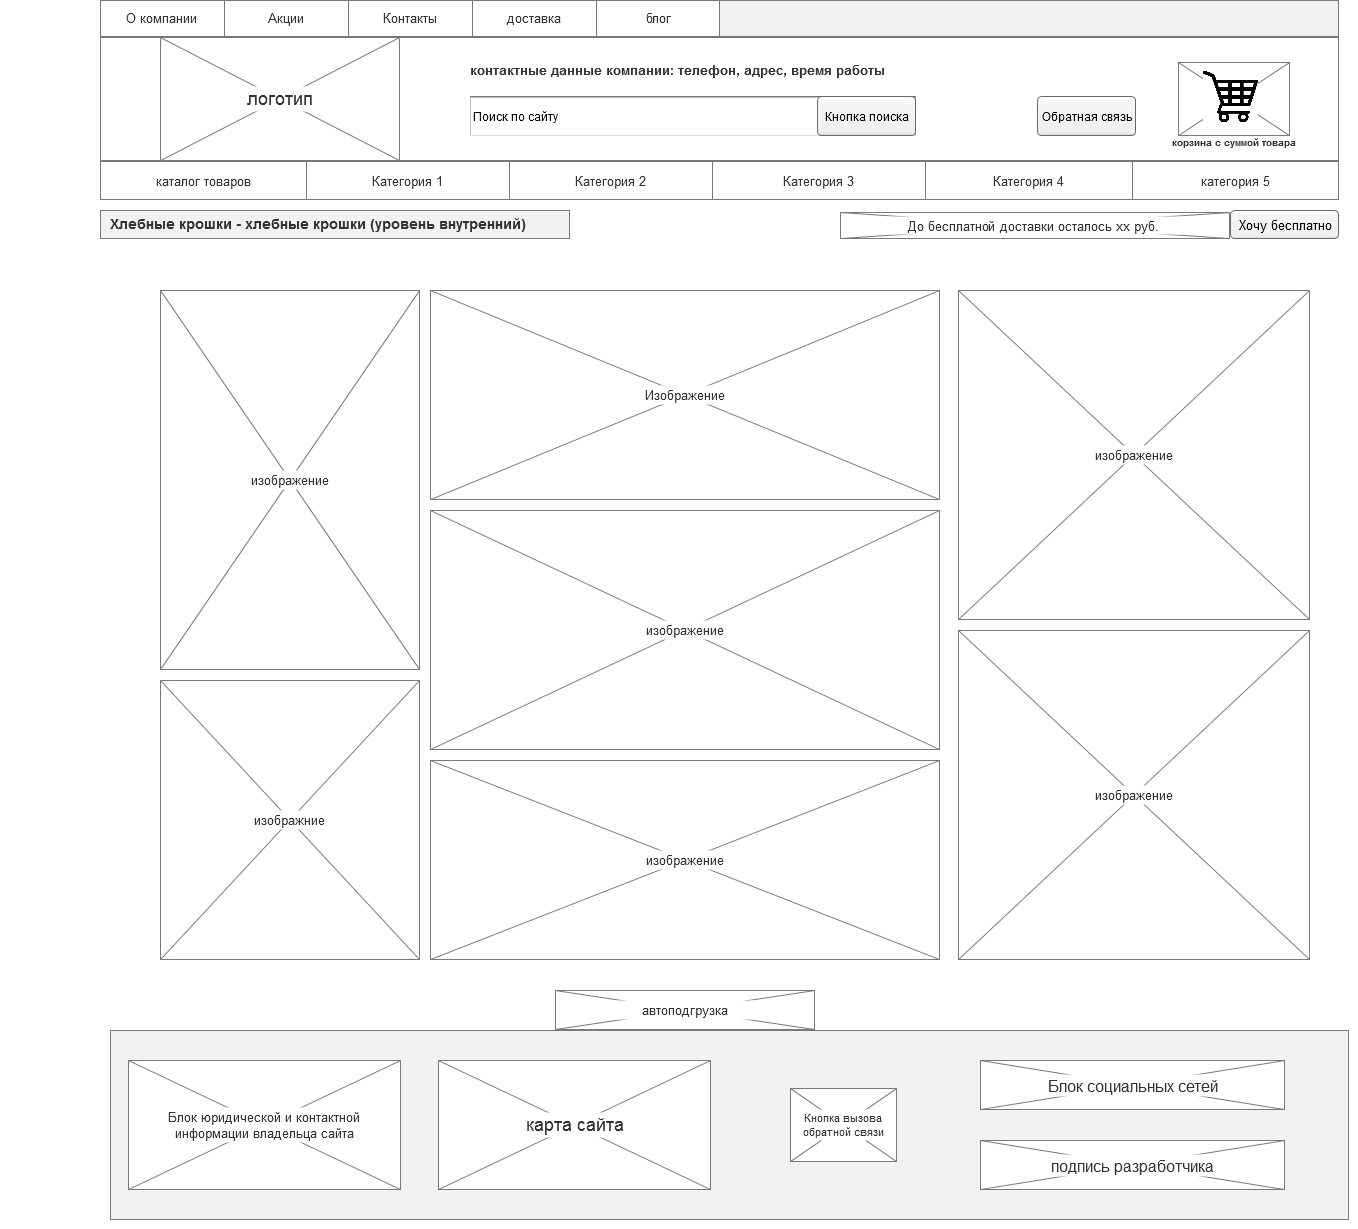 О компании
Акции
Контакты
доставка
блог
логотип
контактные данные компании: телефон, адрес, время работы
Поиск по сайту
Кнопка поиска
Обратная связь
корзина с суммой товара
каталог товаров
Категория 1
Категория 2
Категория 3
Категория 4
категория 5
Хлебные крошки - хлебные крошки (уровень внутренний)
До бесплатной доставки осталось хх руб.
Хочу бесплатно
Изображение
изображение
изображение
изображение
изображение
изображние
изображение
автоподгрузка
Блок юридической и контактной
информации владельца сайта
карта сайта
Кнопка вызова
обратной связи
Блок социальных сетей
подпись разработчика